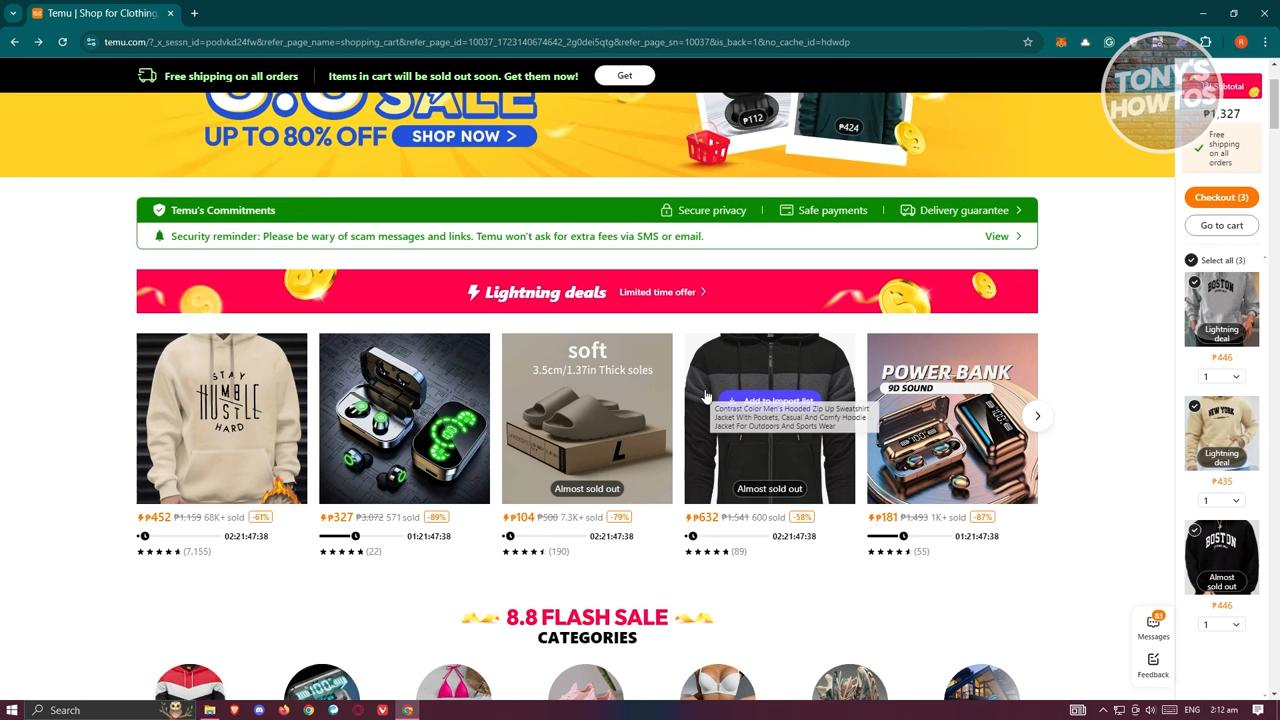 Temu | Shop for Clothing,
temu.com/?_x_sessn_id=podvkd24fw&refer_page_name=shopping_cart&refer_page_id=10037_1723140674642_2g0dei5qtg&refer_page_sn=10037&is_back=1&no_cache_id=hdwdp
Free shipping on all orders
Items in cart will be sold out soon. Get them now!
Get
TONY'S
HOWTOS
8.8 SALE
UP TO 80% OFF
SHOP NOW >
₱112
₱424
Subtotal
₱1,327
Free
shipping
on all
orders
Checkout (3)
Go to cart
Temu's Commitments
Secure privacy
Safe payments
Delivery guarantee
Security reminder: Please be wary of scam messages and links. Temu won't ask for extra fees via SMS or email.
View
Select all (3)
Lightning deals
Limited time offer
BOSTON
Lightning
deal
₱446
1
NEW YORK
Lightning
deal
₱435
1
BOSTON
Almost
sold out
₱446
1
STAY
HUMBLE
HUSTLE
HARD
soft
3.5cm/1.37in Thick soles
Almost sold out
Add to import list
Contrast Color Men's Hooded Zip Up Sweatshirt
Jacket With Pockets, Casual And Comfy Hoodie
Jacket For Outdoors And Sports Wear
Almost sold out
POWER BANK
9D SOUND
₱452 ₱1,159 68K+ sold -61%
02:21:47:38
(7,155)
₱327 ₱3,072 571 sold -89%
01:21:47:38
(22)
₱104 ₱500 7.3K+ sold -79%
02:21:47:38
(190)
₱632 ₱1,541 600 sold -58%
02:21:47:38
(89)
₱181 ₱1,493 1K+ sold -87%
01:21:47:38
(55)
8.8 FLASH SALE
CATEGORIES
Messages
Feedback
Search
ENG
2:12 am